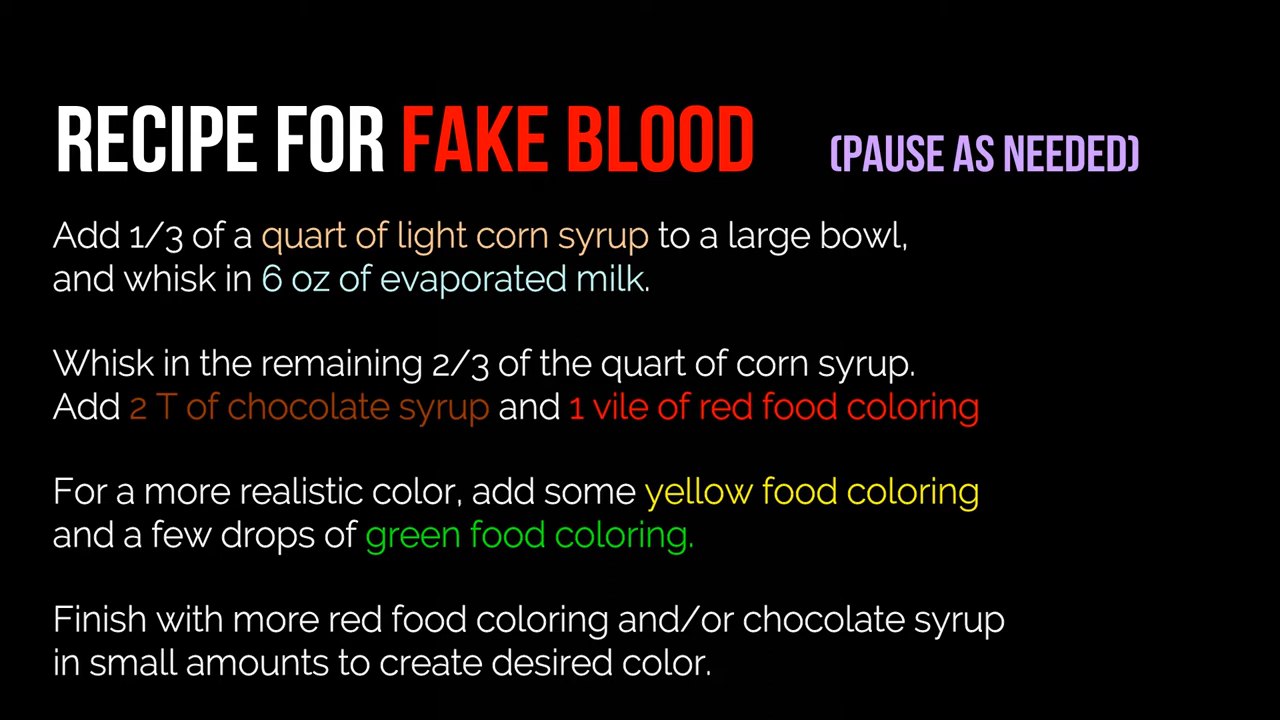 RECIPE FOR FAKE BLOOD (PAUSE AS NEEDED)
Add 1/3 of a quart of light corn syrup to a large bowl,
and whisk in 6 oz of evaporated milk.
Whisk in the remaining 2/3 of the quart of corn syrup.
Add 2 T of chocolate syrup and 1 vile of red food coloring
For a more realistic color, add some yellow food coloring
and a few drops of green food coloring.
Finish with more red food coloring and/or chocolate syrup
in small amounts to create desired color.